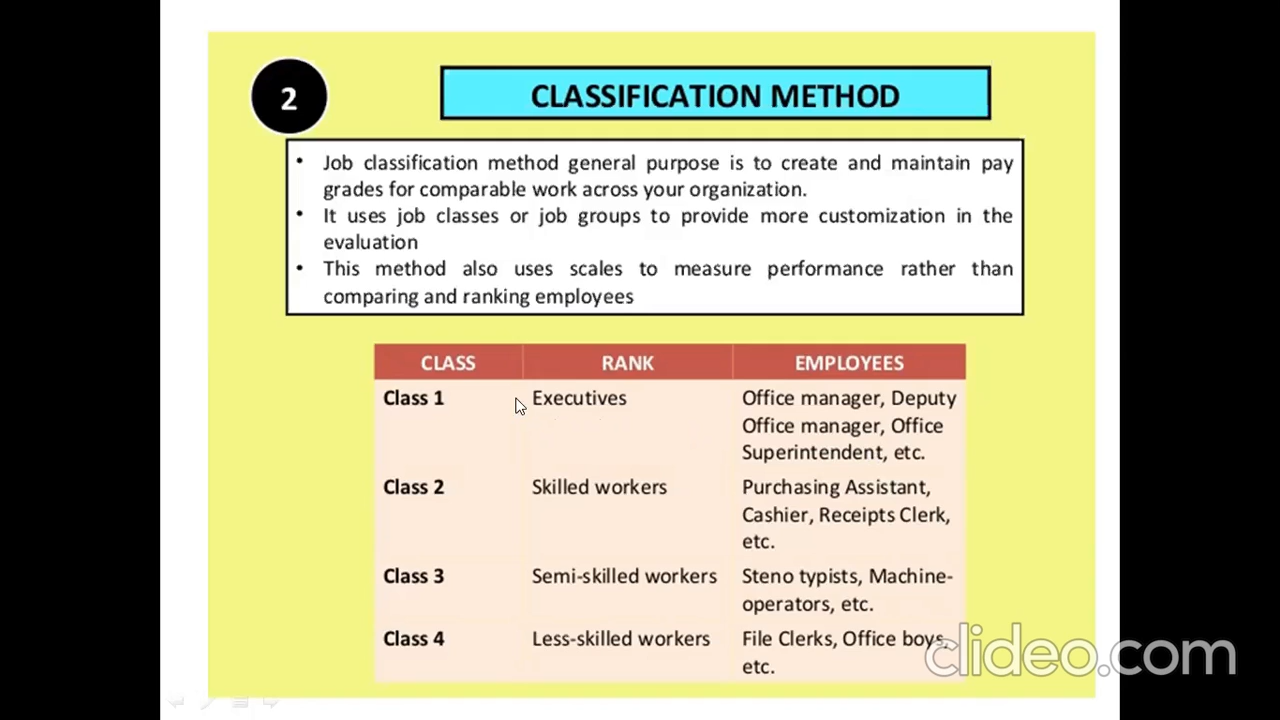 2
CLASSIFICATION METHOD
• Job classification method general purpose is to create and maintain pay
grades for comparable work across your organization.
• It uses job classes or job groups to provide more customization in the
evaluation
• This method also uses scales to measure performance rather than
comparing and ranking employees
CLASS RANK EMPLOYEES
Class 1 Executives Office manager, Deputy
Office manager, Office
Superintendent, etc.
Class 2 Skilled workers Purchasing Assistant,
Cashier, Receipts Clerk,
etc.
Class 3 Semi-skilled workers Steno typists, Machine-
operators, etc.
Class 4 Less-skilled workers File Clerks, Office boys,
etc.
clideo.com